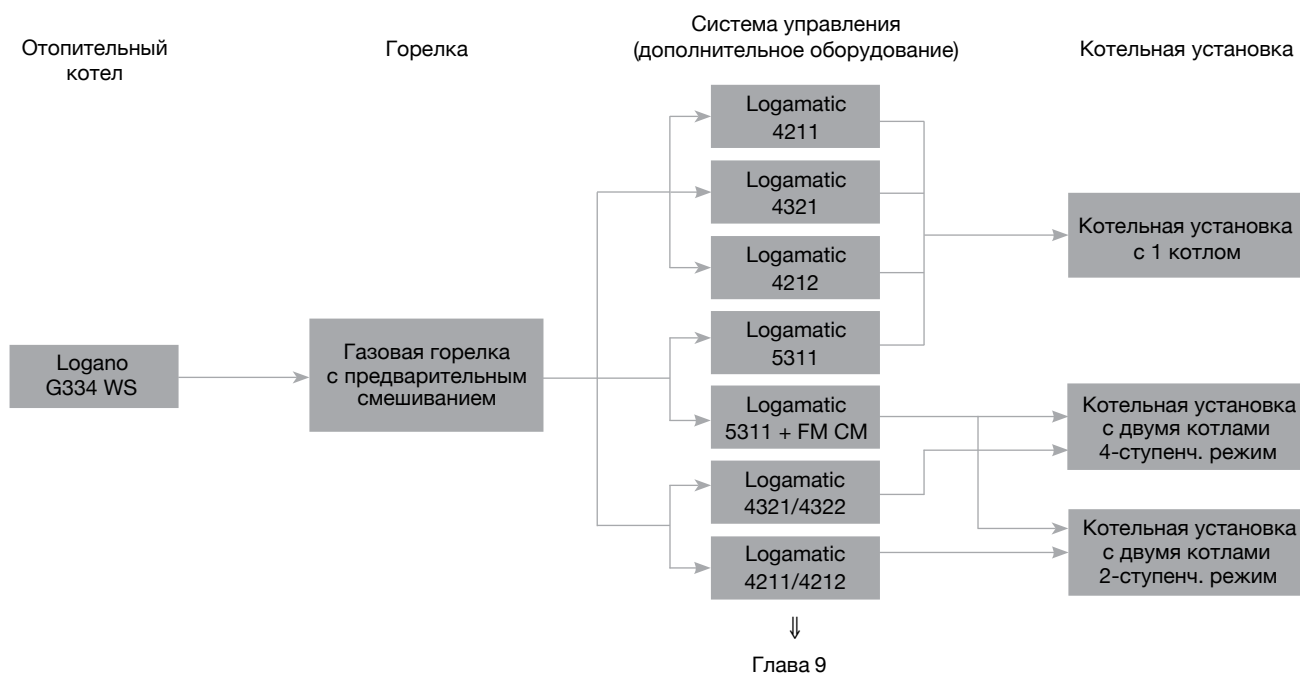 Отопительный
котел
Горелка
Система управления
(дополнительное оборудование)
Котельная установка
Logamatic
4211
Logamatic
4321
Logamatic
4212
Logamatic
5311
Logamatic
5311 + FM CM
Logamatic
4321/4322
Logamatic
4211/4212
Logano
G334 WS
Газовая горелка
с предварительным
смешиванием
Котельная установка
с 1 котлом
Котельная установка
с двумя котлами
4-ступенч. режим
Котельная установка
с двумя котлами
2-ступенч. режим
⇓
Глава 9